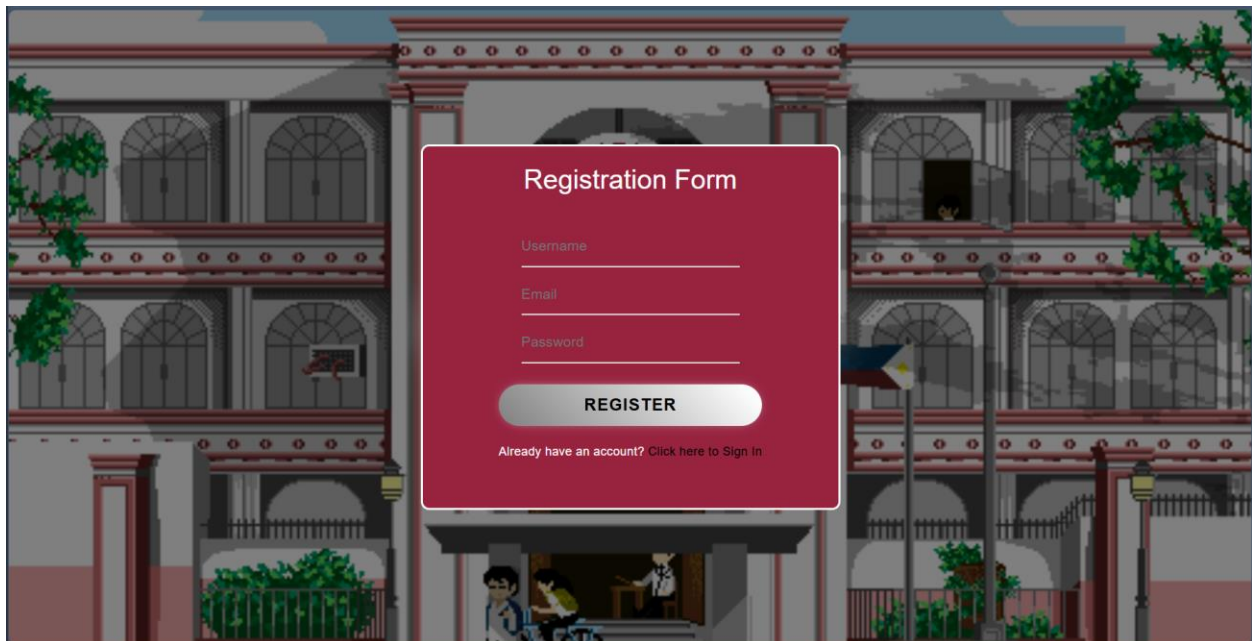 Registration Form
Username
Email
Password
REGISTER
Already have an account? Click here to Sign In